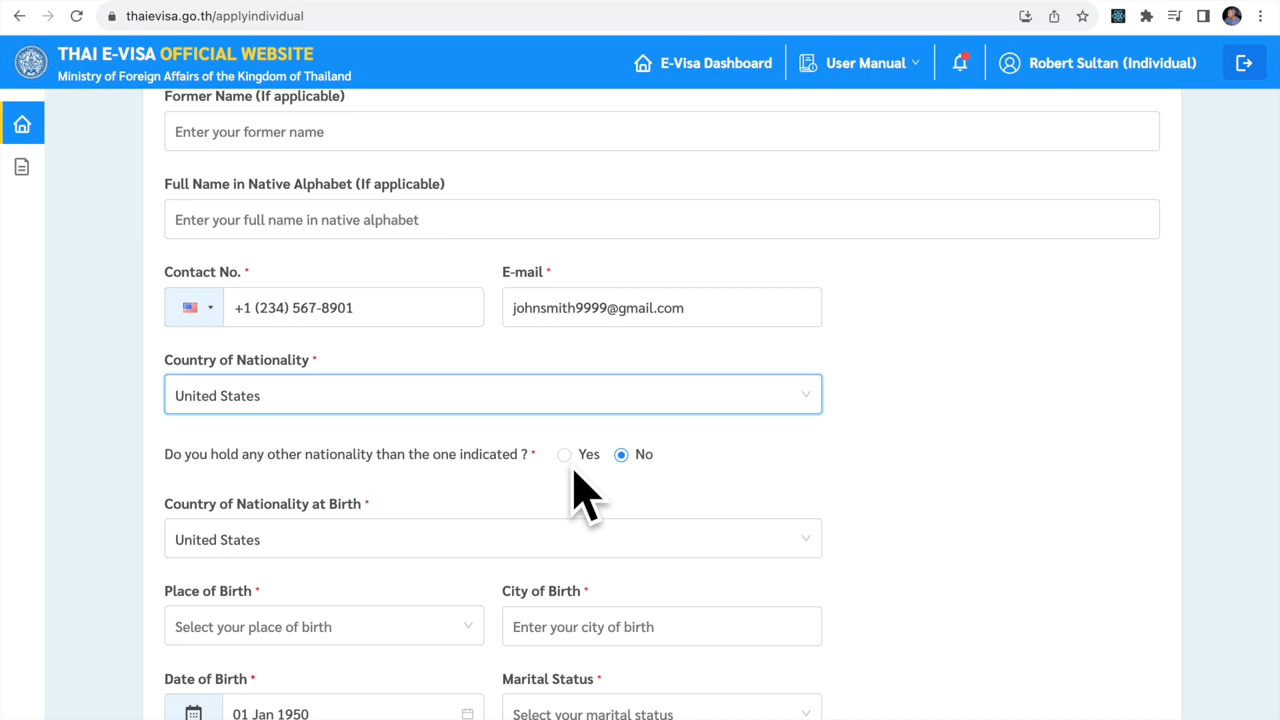 thaievisa.go.th/applyindividual
THAI E-VISA OFFICIAL WEBSITE
Ministry of Foreign Affairs of the Kingdom of Thailand
E-Visa Dashboard
User Manual
Robert Sultan (Individual)
Former Name (If applicable)
Enter your former name
Full Name in Native Alphabet (If applicable)
Enter your full name in native alphabet
Contact No. *
E-mail *
+1 (234) 567-8901
johnsmith9999@gmail.com
Country of Nationality *
United States
Do you hold any other nationality than the one indicated ? * Yes No
Country of Nationality at Birth *
United States
Place of Birth *
City of Birth *
Select your place of birth
Enter your city of birth
Date of Birth *
Marital Status *
01 Jan 1950
Select your marital status